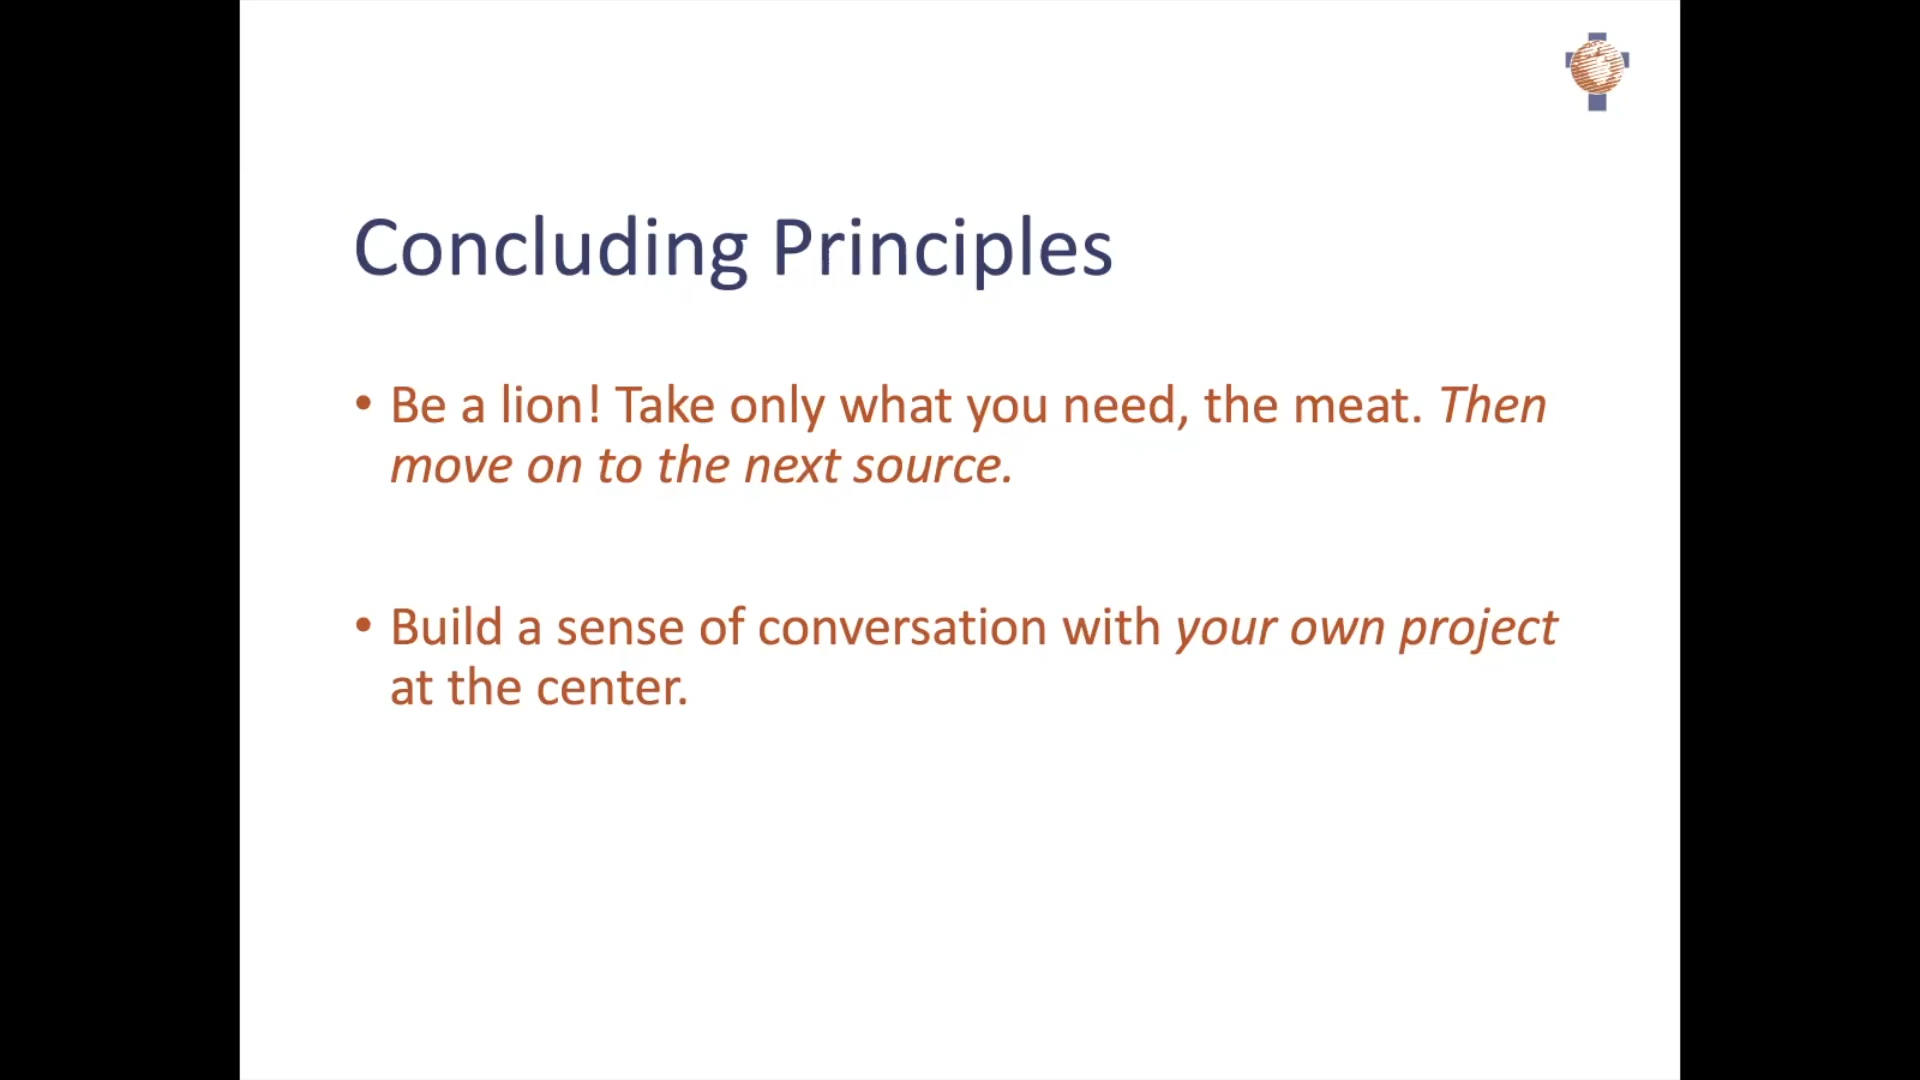 Concluding Principles
• Be a lion! Take only what you need, the meat. Then
move on to the next source.
• Build a sense of conversation with your own project
at the center.